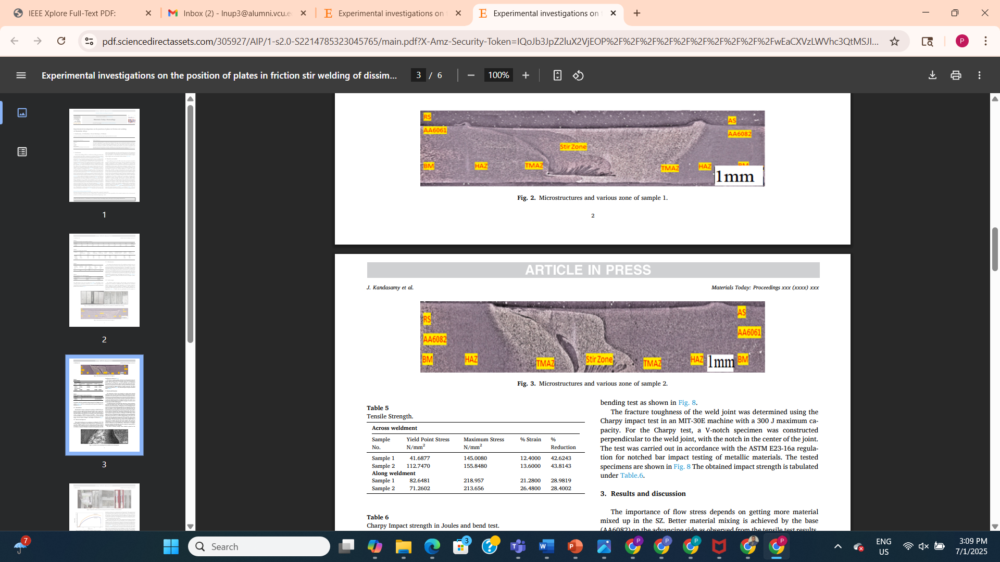 IEEE Xplore Full-Text PDF:
Inbox (2) - lnup3@alumni.vcu.e
Experimental investigations on
Experimental investigations on
pdf.sciencedirectassets.com/305927/AIP/1-s2.0-S2214785323045765/main.pdf?X-Amz-Security-Token=IQoJb3JpZ2luX2VjEOP%2F%2F%2F%2F%2F%2F%2F%2F%2F%2FwEaCXVzLWVhc3QtMSJI...
P
Experimental investigations on the position of plates in friction stir welding of dissim...
3 / 6
100%
1
2
3
RS
AS
AA6061
AA6082
Stir Zone
BM
HAZ
TMAZ
TMAZ
HAZ
BM
1mm
Fig. 2. Microstructures and various zone of sample 1.
2
ARTICLE IN PRESS
J. Kandasamy et al.
Materials Today: Proceedings xxx (xxxx) xxx
RS
AS
AA6082
AA6061
BM
HAZ
TMAZ
Stir Zone
TMAZ
HAZ
1mm
BM
Fig. 3. Microstructures and various zone of sample 2.
Table 5
Tensile Strength.
Across weldment
Sample No. Yield Point Stress N/mm² Maximum Stress N/mm² % Strain % Reduction
Sample 1 41.6877 145.0080 12.4000 42.6243
Sample 2 112.7470 155.8480 13.6000 43.8143
Along weldment
Sample 1 82.6481 218.957 21.2800 28.9819
Sample 2 71.2602 213.656 26.4800 28.4002
Table 6
Charpy Impact strength in Joules and bend test.
bending test as shown in Fig. 8.
The fracture toughness of the weld joint was determined using the
Charpy impact test in an MIT-30E machine with a 300 J maximum ca-
pacity. For the Charpy test, a V-notch specimen was constructed
perpendicular to the weld joint, with the notch in the center of the joint.
The test was carried out in accordance with the ASTM E23-16a regula-
tion for notched bar impact testing of metallic materials. The tested
specimens are shown in Fig. 8 The obtained impact strength is tabulated
under Table.6.
3. Results and discussion
The importance of flow stress depends on getting more material
mixed up in the SZ. Better material mixing is achieved by the base
(AA6082) on the advancing side as observed from the tensile test results.
7
Search
3
P
P
P
P
ENG
US
3:09 PM
7/1/2025